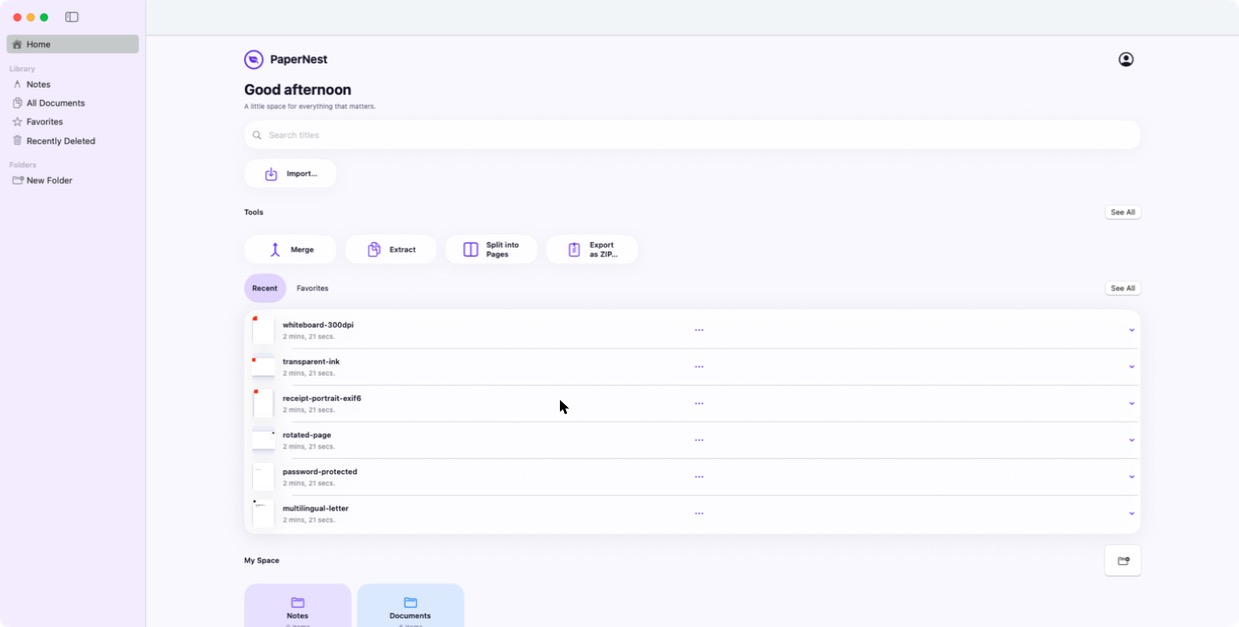 Home
Library
Notes
All Documents
Favorites
Recently Deleted
Folders
New Folder
PaperNest
Good afternoon
A little space for everything that matters.
Search titles
Import...
Tools
See All
Merge
Extract
Split into
Pages
Export
as ZIP...
Recent
Favorites
See All
whiteboard-300dpi
2 mins, 21 secs.
transparent-ink
2 mins, 21 secs.
receipt-portrait-exif6
2 mins, 21 secs.
rotated-page
2 mins, 21 secs.
password-protected
2 mins, 21 secs.
multilingual-letter
2 mins, 21 secs.
My Space
Notes
Documents